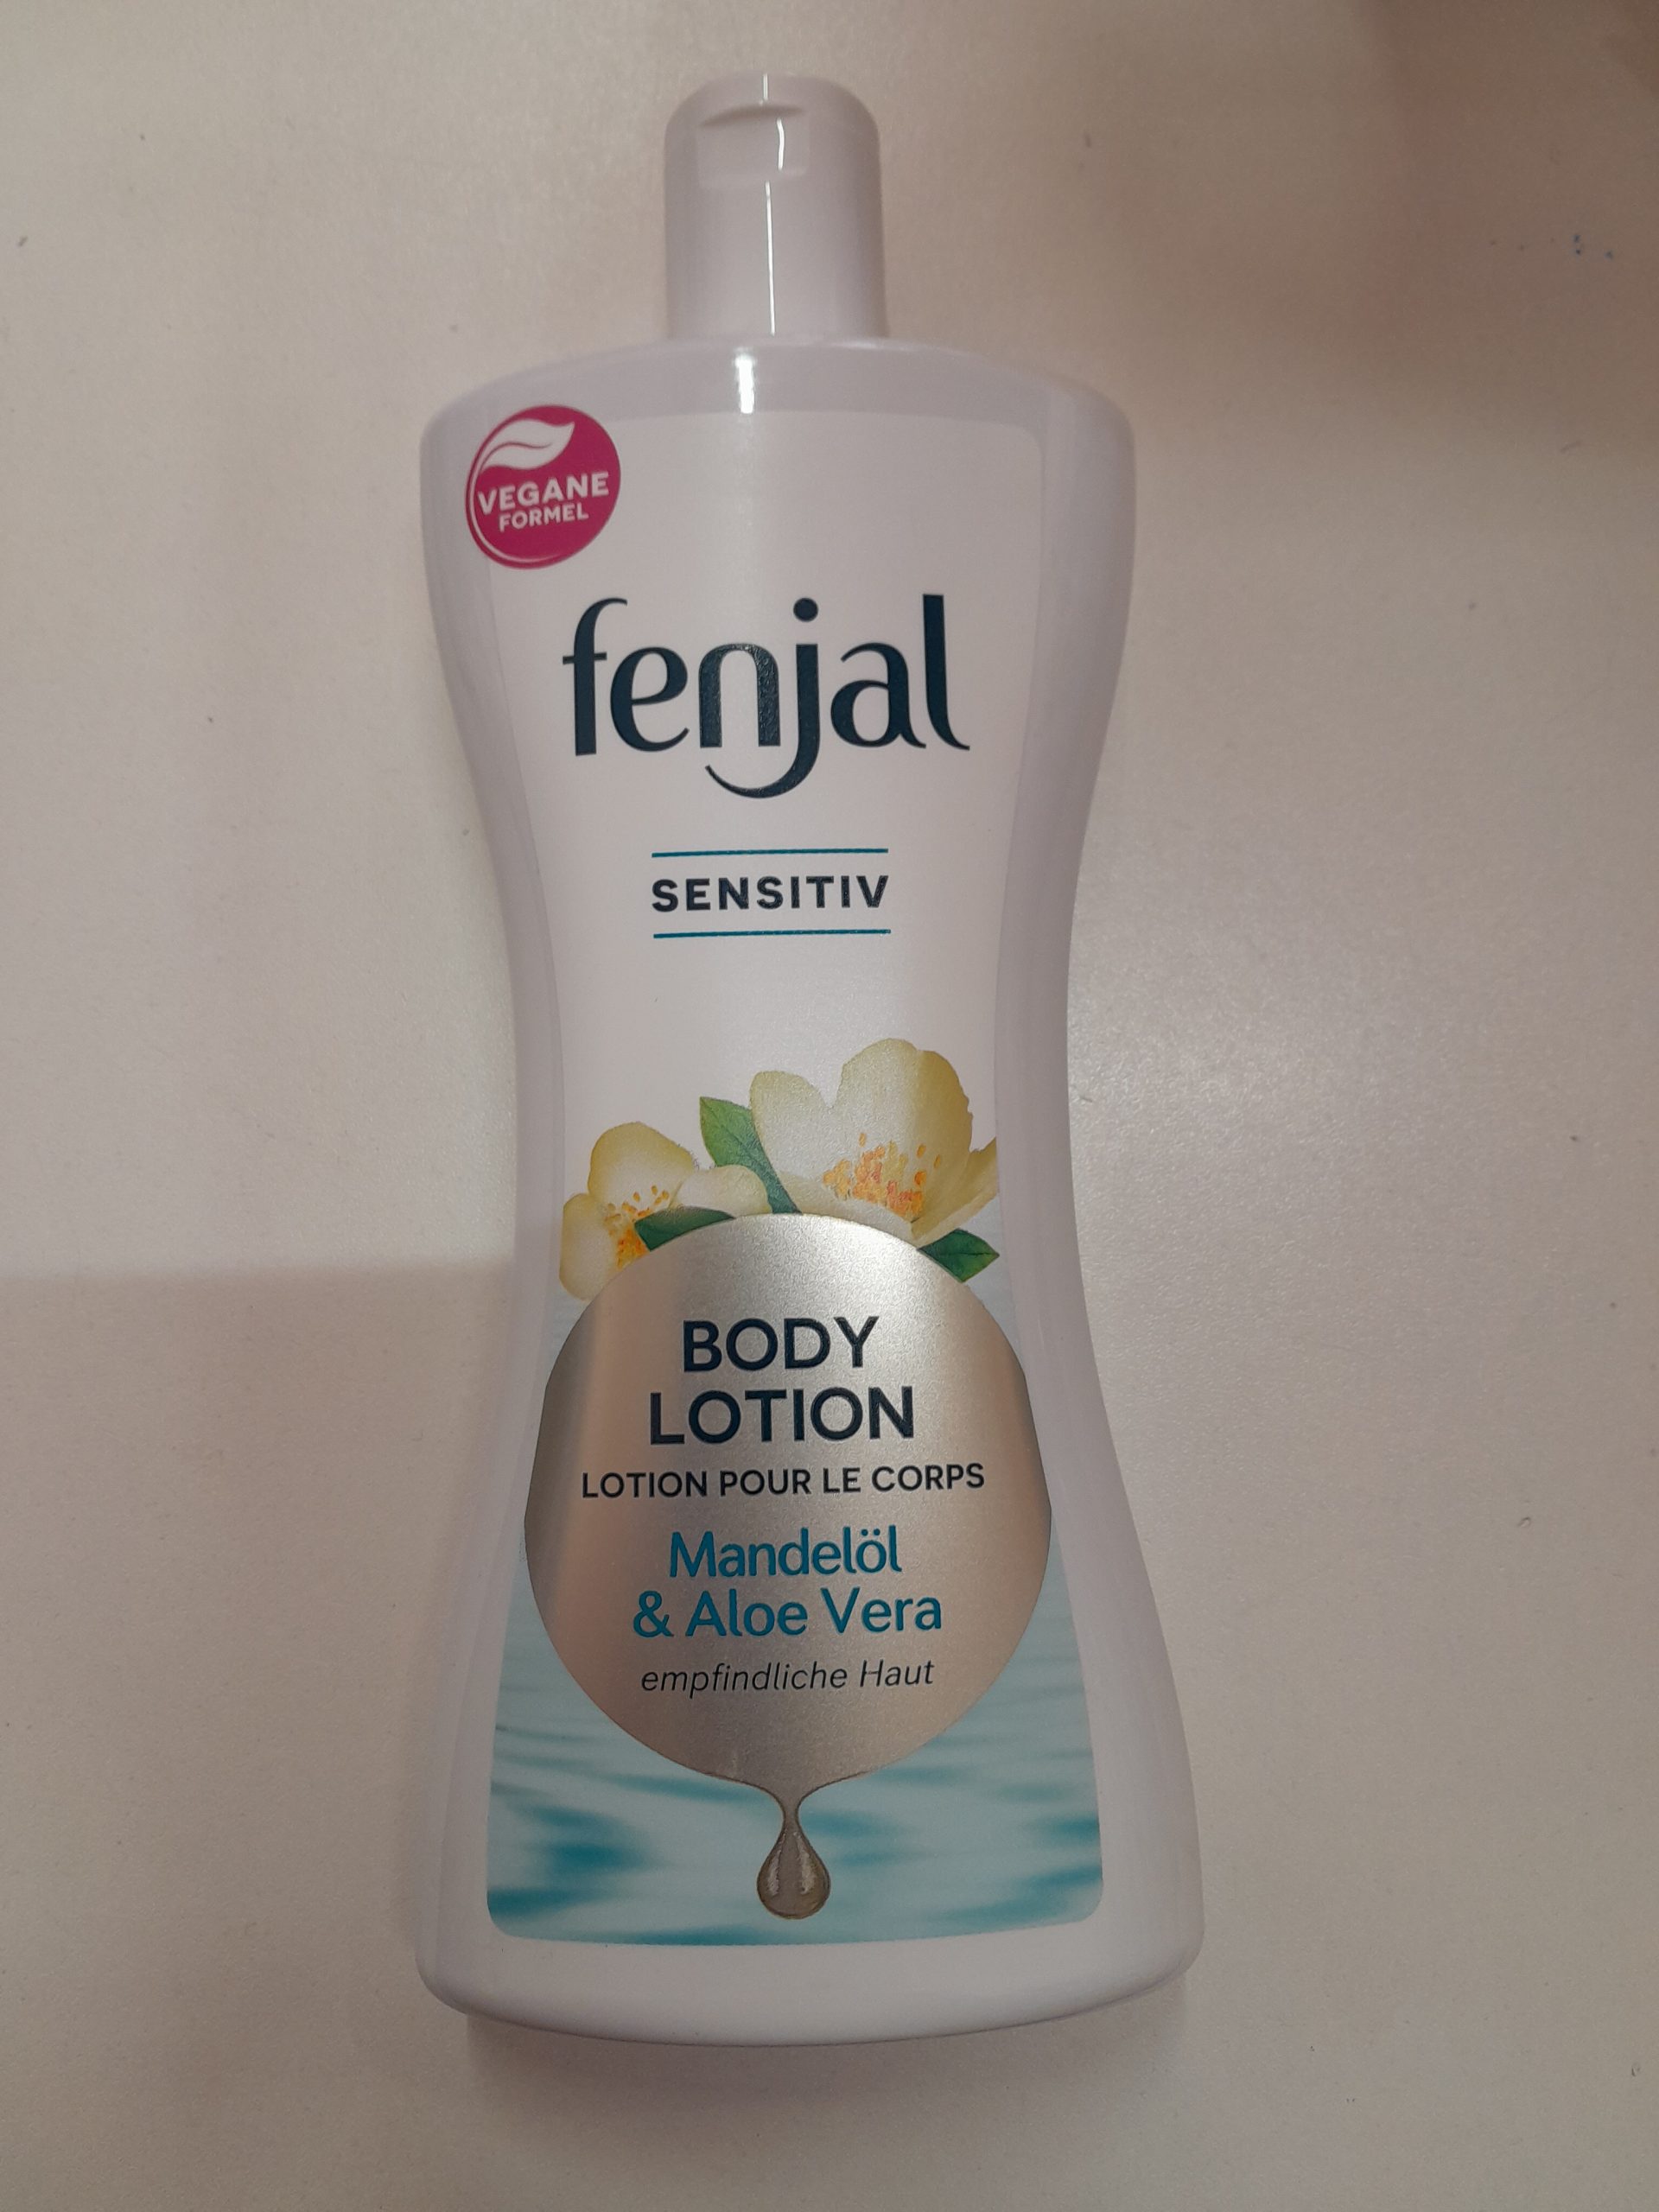 VEGANE
FORMEL
fenjal
SENSITIV
BODY
LOTION
LOTION POUR LE CORPS
Mandelöl
& Aloe Vera
empfindliche Haut